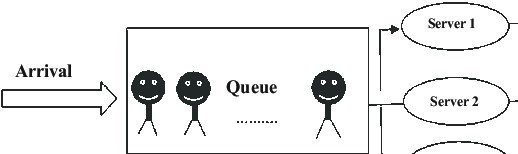 Server 1
Arrival
Queue
Server 2
..........